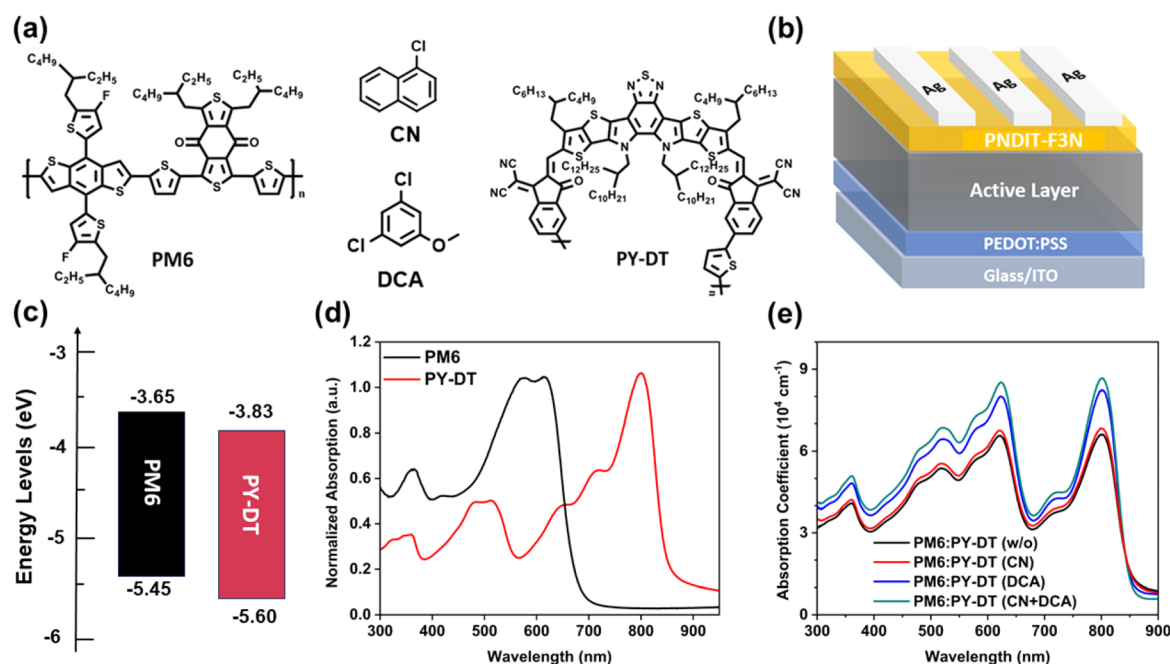 (a)
C4H9
C2H5
F
S
C2H5
C4H9
C2H5
C4H9
O
O
S
S
S
S
S
S
n
F
C2H5
C4H9
PM6
Cl
CN
Cl
Cl
O
DCA
S
N
N
C6H13
C4H9
C4H9
C6H13
S
S
S
S
N
N
C12H25
C12H25
C10H21
C10H21
NC
NC
O
O
CN
CN
S
n
PY-DT
(b)
Ag
Ag
Ag
PNDIT-F3N
Active Layer
PEDOT:PSS
Glass/ITO
(c)
Energy Levels (eV)
-3
-4
-5
-6
-3.65
PM6
-5.45
-3.83
PY-DT
-5.60
(d)
Normalized Absorption (a.u.)
1.2
1.0
0.8
0.6
0.4
0.2
0.0
PM6
PY-DT
300 400 500 600 700 800 900
Wavelength (nm)
(e)
Absorption Coefficient (10⁴ cm⁻¹)
9
6
3
0
PM6:PY-DT (w/o)
PM6:PY-DT (CN)
PM6:PY-DT (DCA)
PM6:PY-DT (CN+DCA)
300 400 500 600 700 800 900
Wavelength (nm)